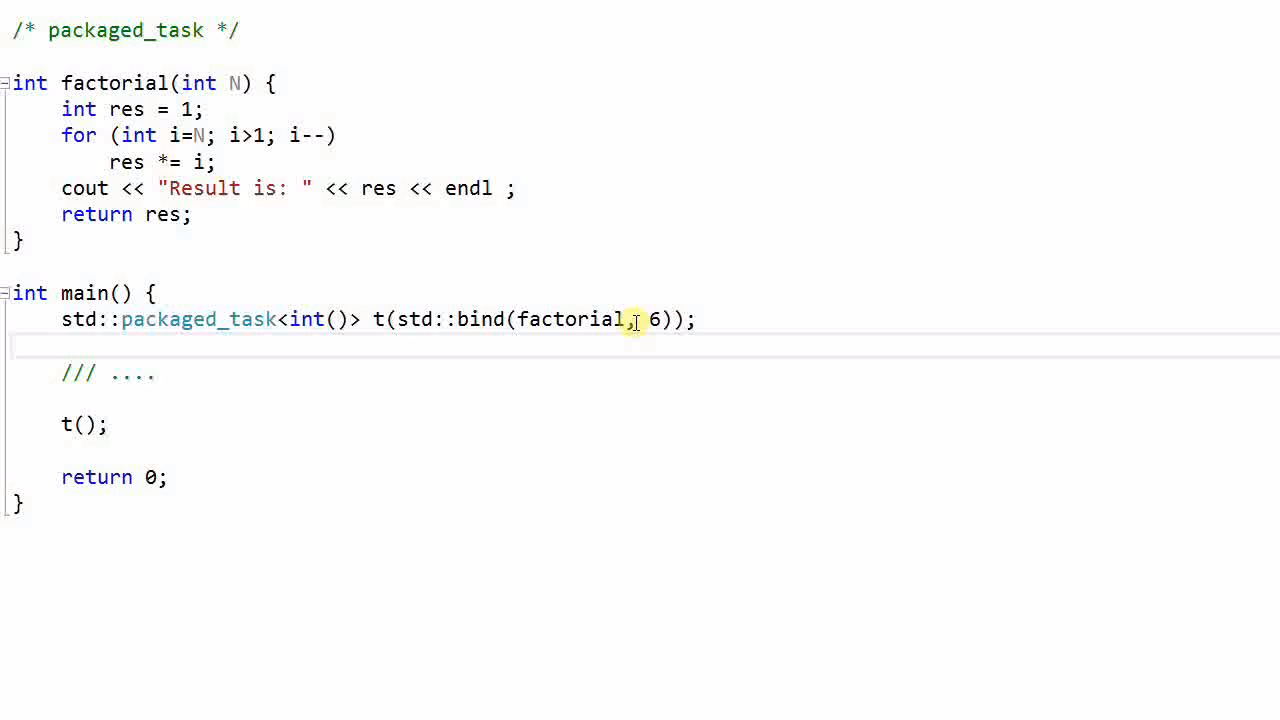 /* packaged_task */
int factorial(int N) {
    int res = 1;
    for (int i=N; i>1; i--)
        res *= i;
    cout << "Result is: " << res << endl ;
    return res;
}
int main() {
    std::packaged_task<int()> t(std::bind(factorial, 6));
    /// ....
    t();
    return 0;
}